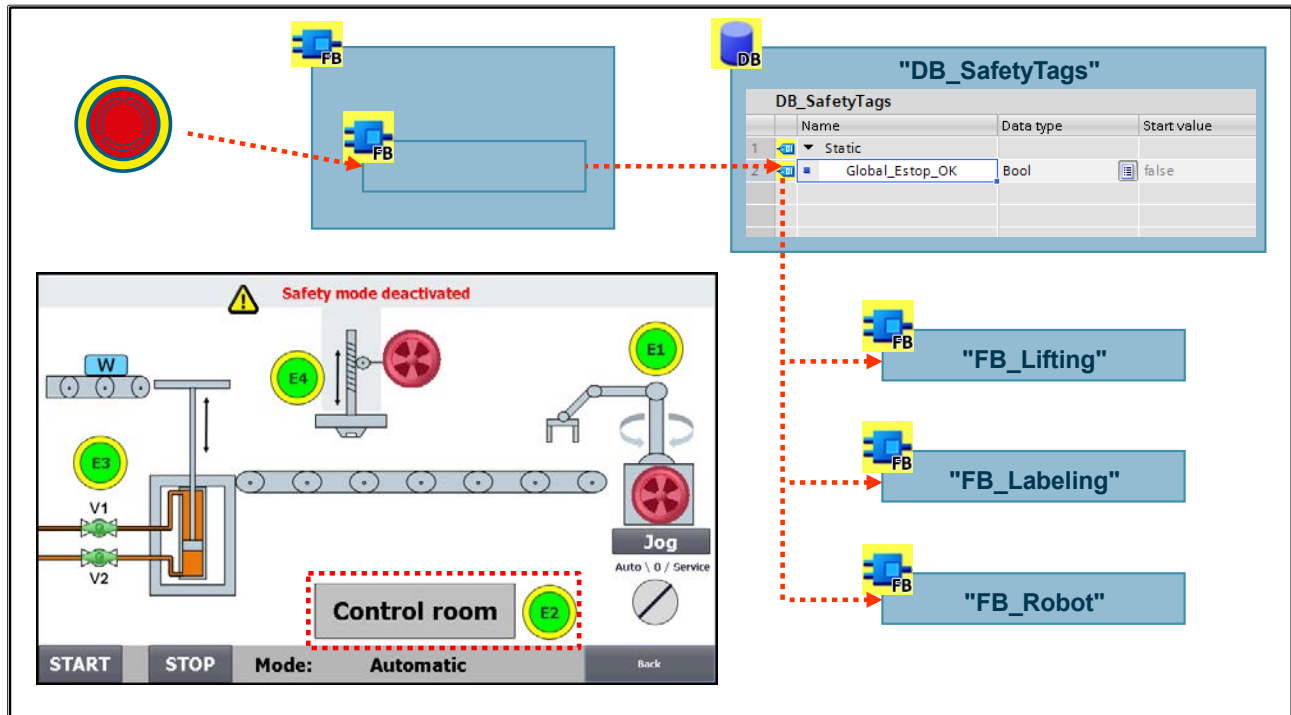 FB
FB
DB
"DB_SafetyTags"
DB_SafetyTags
Name Data type Start value
1 Static
2 Global_Estop_OK Bool false
Safety mode deactivated
W
E4
E1
E3
V1
V2
Jog
Auto \ 0 / Service
Control room
E2
START STOP Mode: Automatic Back
FB
"FB_Lifting"
FB
"FB_Labeling"
FB
"FB_Robot"